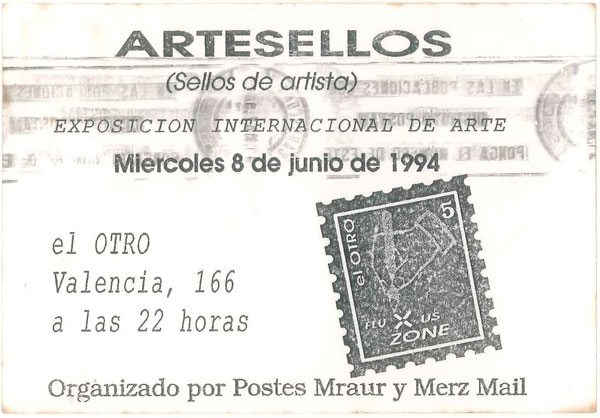 ARTESELLOS
(Sellos de artista)
EXPOSICION INTERNACIONAL DE ARTE
Miercoles 8 de junio de 1994
el OTRO
Valencia, 166
a las 22 horas
el OTRO
5
FLU X US
ZONE
Organizado por Postes Mraur y Merz Mail